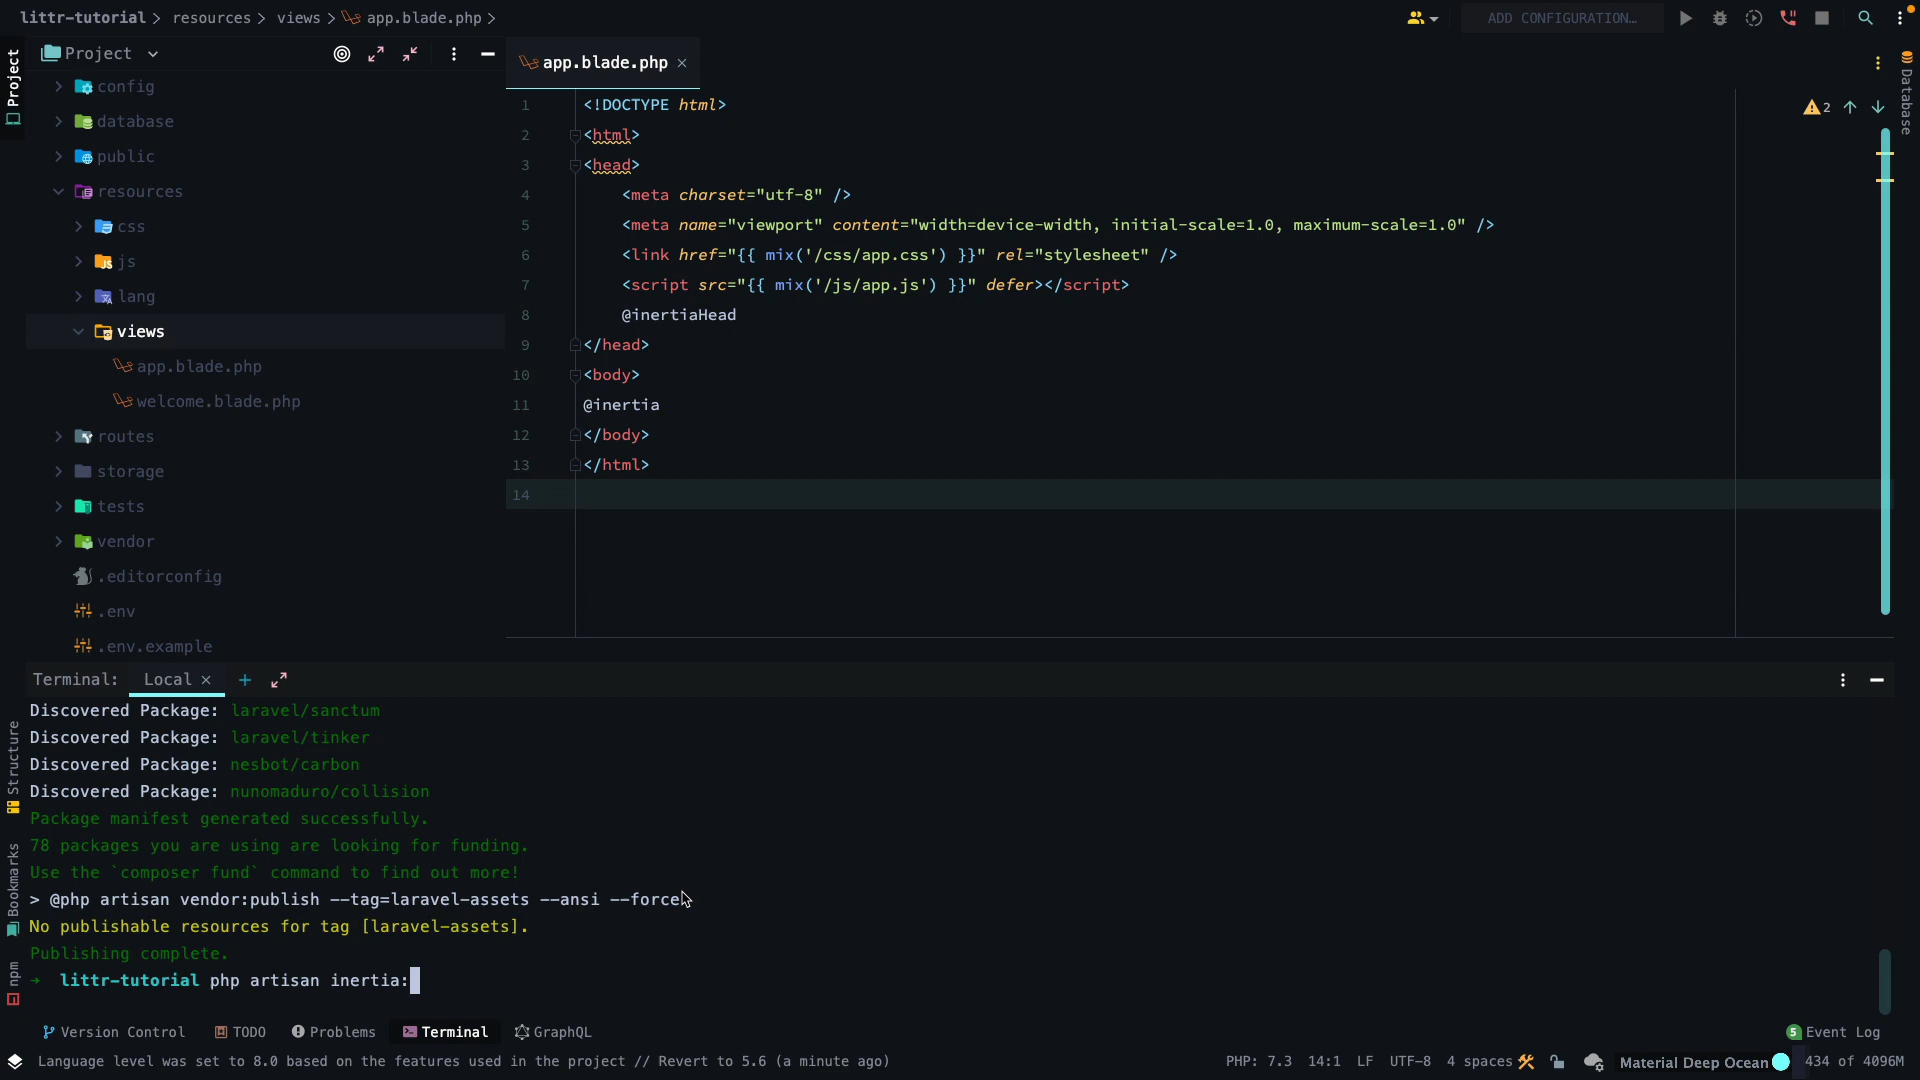 littr-tutorial > resources > views > app.blade.php >
ADD CONFIGURATION...
Project
Project
config
database
public
resources
css
js
lang
views
app.blade.php
welcome.blade.php
routes
storage
tests
vendor
.editorconfig
.env
.env.example
app.blade.php
2
Database
1 <!DOCTYPE html>
2 <html>
3 <head>
4 <meta charset="utf-8" />
5 <meta name="viewport" content="width=device-width, initial-scale=1.0, maximum-scale=1.0" />
6 <link href="{{ mix('/css/app.css') }}" rel="stylesheet" />
7 <script src="{{ mix('/js/app.js') }}" defer></script>
8 @inertiaHead
9 </head>
10 <body>
11 @inertia
12 </body>
13 </html>
14
Terminal: Local
Structure
Bookmarks
npm
Discovered Package: laravel/sanctum
Discovered Package: laravel/tinker
Discovered Package: nesbot/carbon
Discovered Package: nunomaduro/collision
Package manifest generated successfully.
78 packages you are using are looking for funding.
Use the `composer fund` command to find out more!
> @php artisan vendor:publish --tag=laravel-assets --ansi --force
No publishable resources for tag [laravel-assets].
Publishing complete.
→ littr-tutorial php artisan inertia:
Version Control TODO Problems Terminal GraphQL 5 Event Log
Language level was set to 8.0 based on the features used in the project // Revert to 5.6 (a minute ago) PHP: 7.3 14:1 LF UTF-8 4 spaces Material Deep Ocean 434 of 4096M